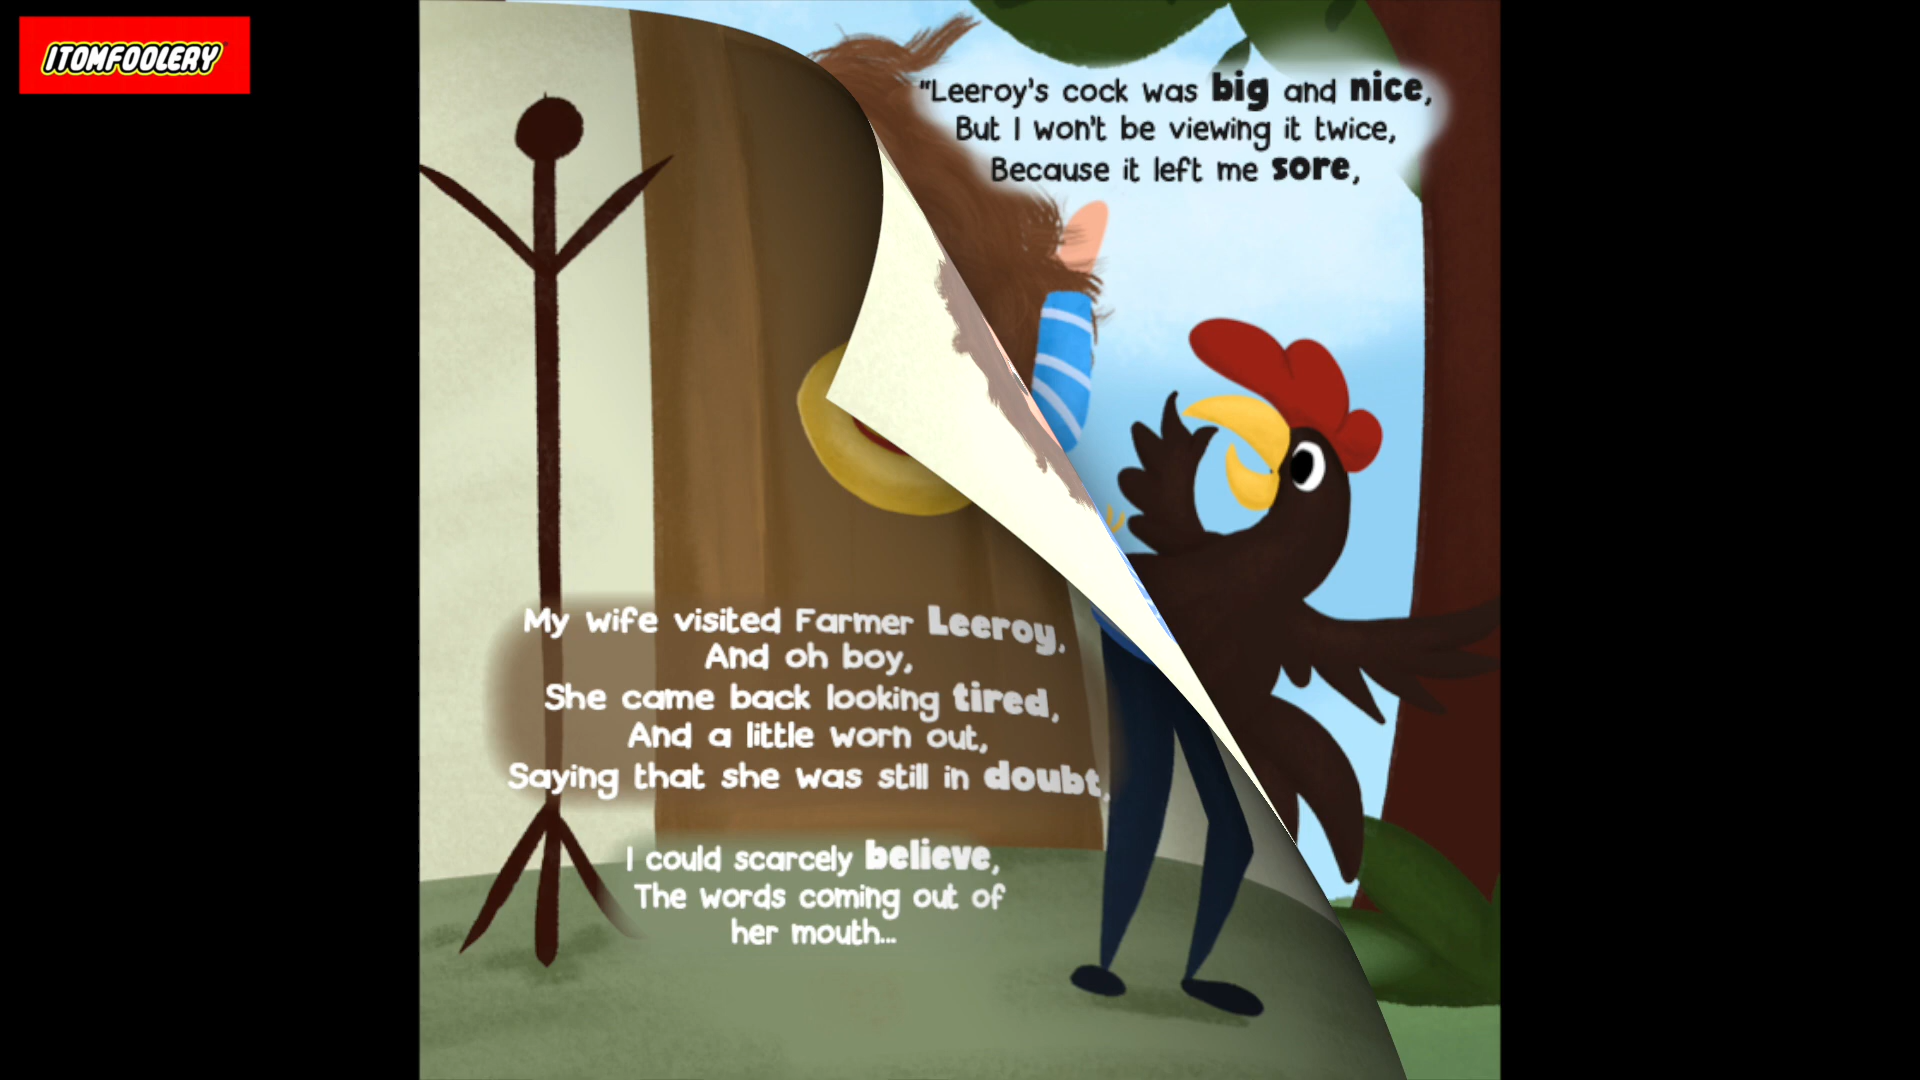 ITOMFOOLERY
"Leeroy's cock was big and nice,
But I won't be viewing it twice,
Because it left me sore,
My wife visited Farmer Leeroy,
And oh boy,
She came back looking tired,
And a little worn out,
Saying that she was still in doubt,
I could scarcely believe,
The words coming out of
her mouth...